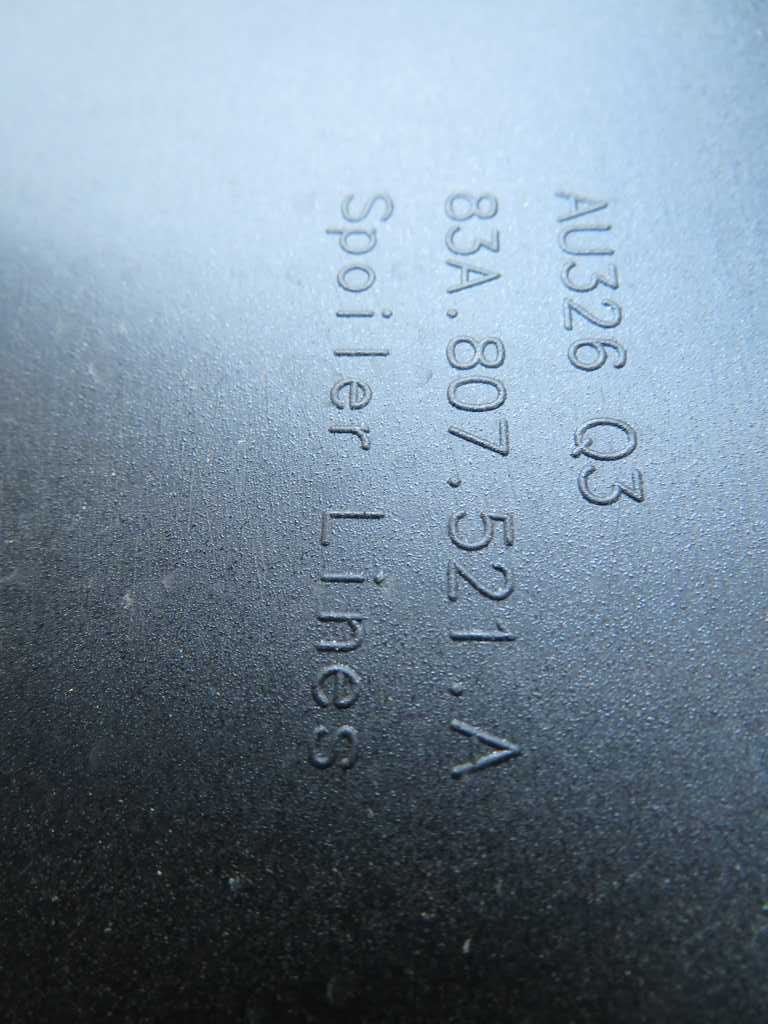 AU326 Q3
83A.807.521.A
Spoiler Lines